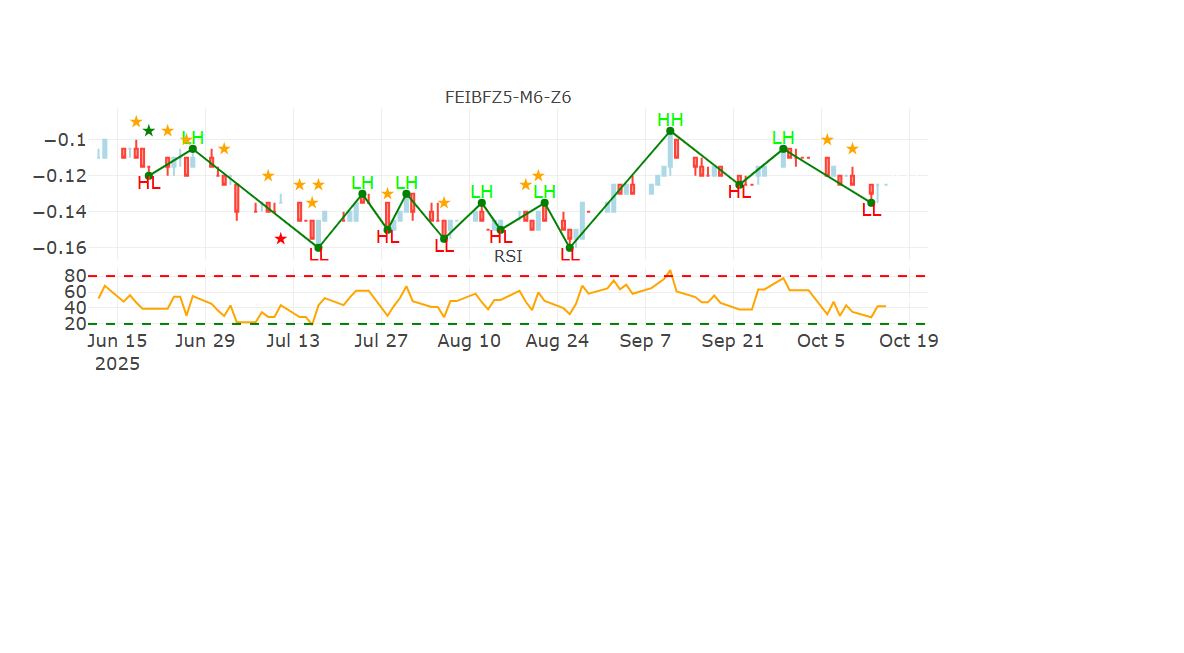 FEIBFZ5-M6-Z6
HH
−0.1 LH LH
−0.12 HL LH LH LH LH HL
−0.14 HL LL HL LL
−0.16 LL RSI LL
80
60
40
20
Jun 15 Jun 29 Jul 13 Jul 27 Aug 10 Aug 24 Sep 7 Sep 21 Oct 5 Oct 19
2025